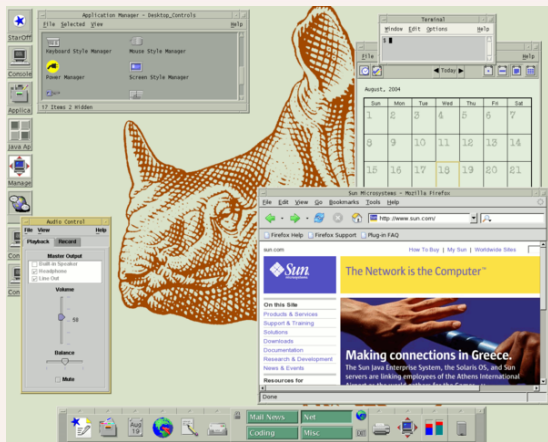 Application Manager - Desktop_Controls
File Selected View Help
Keyboard Style Manager
Mouse Style Manager
Power Manager
Screen Style Manager
17 Items 2 Hidden
StarOff
Console
Applica
Java Ap
Manage
Terminal
Window Edit Options Help
$
File Help
Today
August, 2004
Sun Mon Tue Wed Thu Fri Sat
1 2 3 4 5 6 7
8 9 10 11 12 13 14
15 16 17 18 19 20 21
Con
Con
Audio Control
File View Help
Playback Record
Master Output
Built-in Speaker
Headphone
Line Out
Volume
50
Balance
Mute
Sun Microsystems - Mozilla Firefox
File Edit View Go Bookmarks Tools Help
http://www.sun.com/
Firefox Help Firefox Support Plug-in FAQ
sun.com
How To Buy | My Sun | Worldwide Sites
Sun
The Network is the Computer™
On this Site
Products & Services
Support & Training
Solutions
Downloads
Documentation
Research & Development
News & Events
Resources for
Making connections in Greece.
The Sun Java Enterprise System, the Solaris OS, and Sun
servers are linking employees of the Athens International
Done
Aug
19
Mail News
Net
Coding
Misc
EXIT